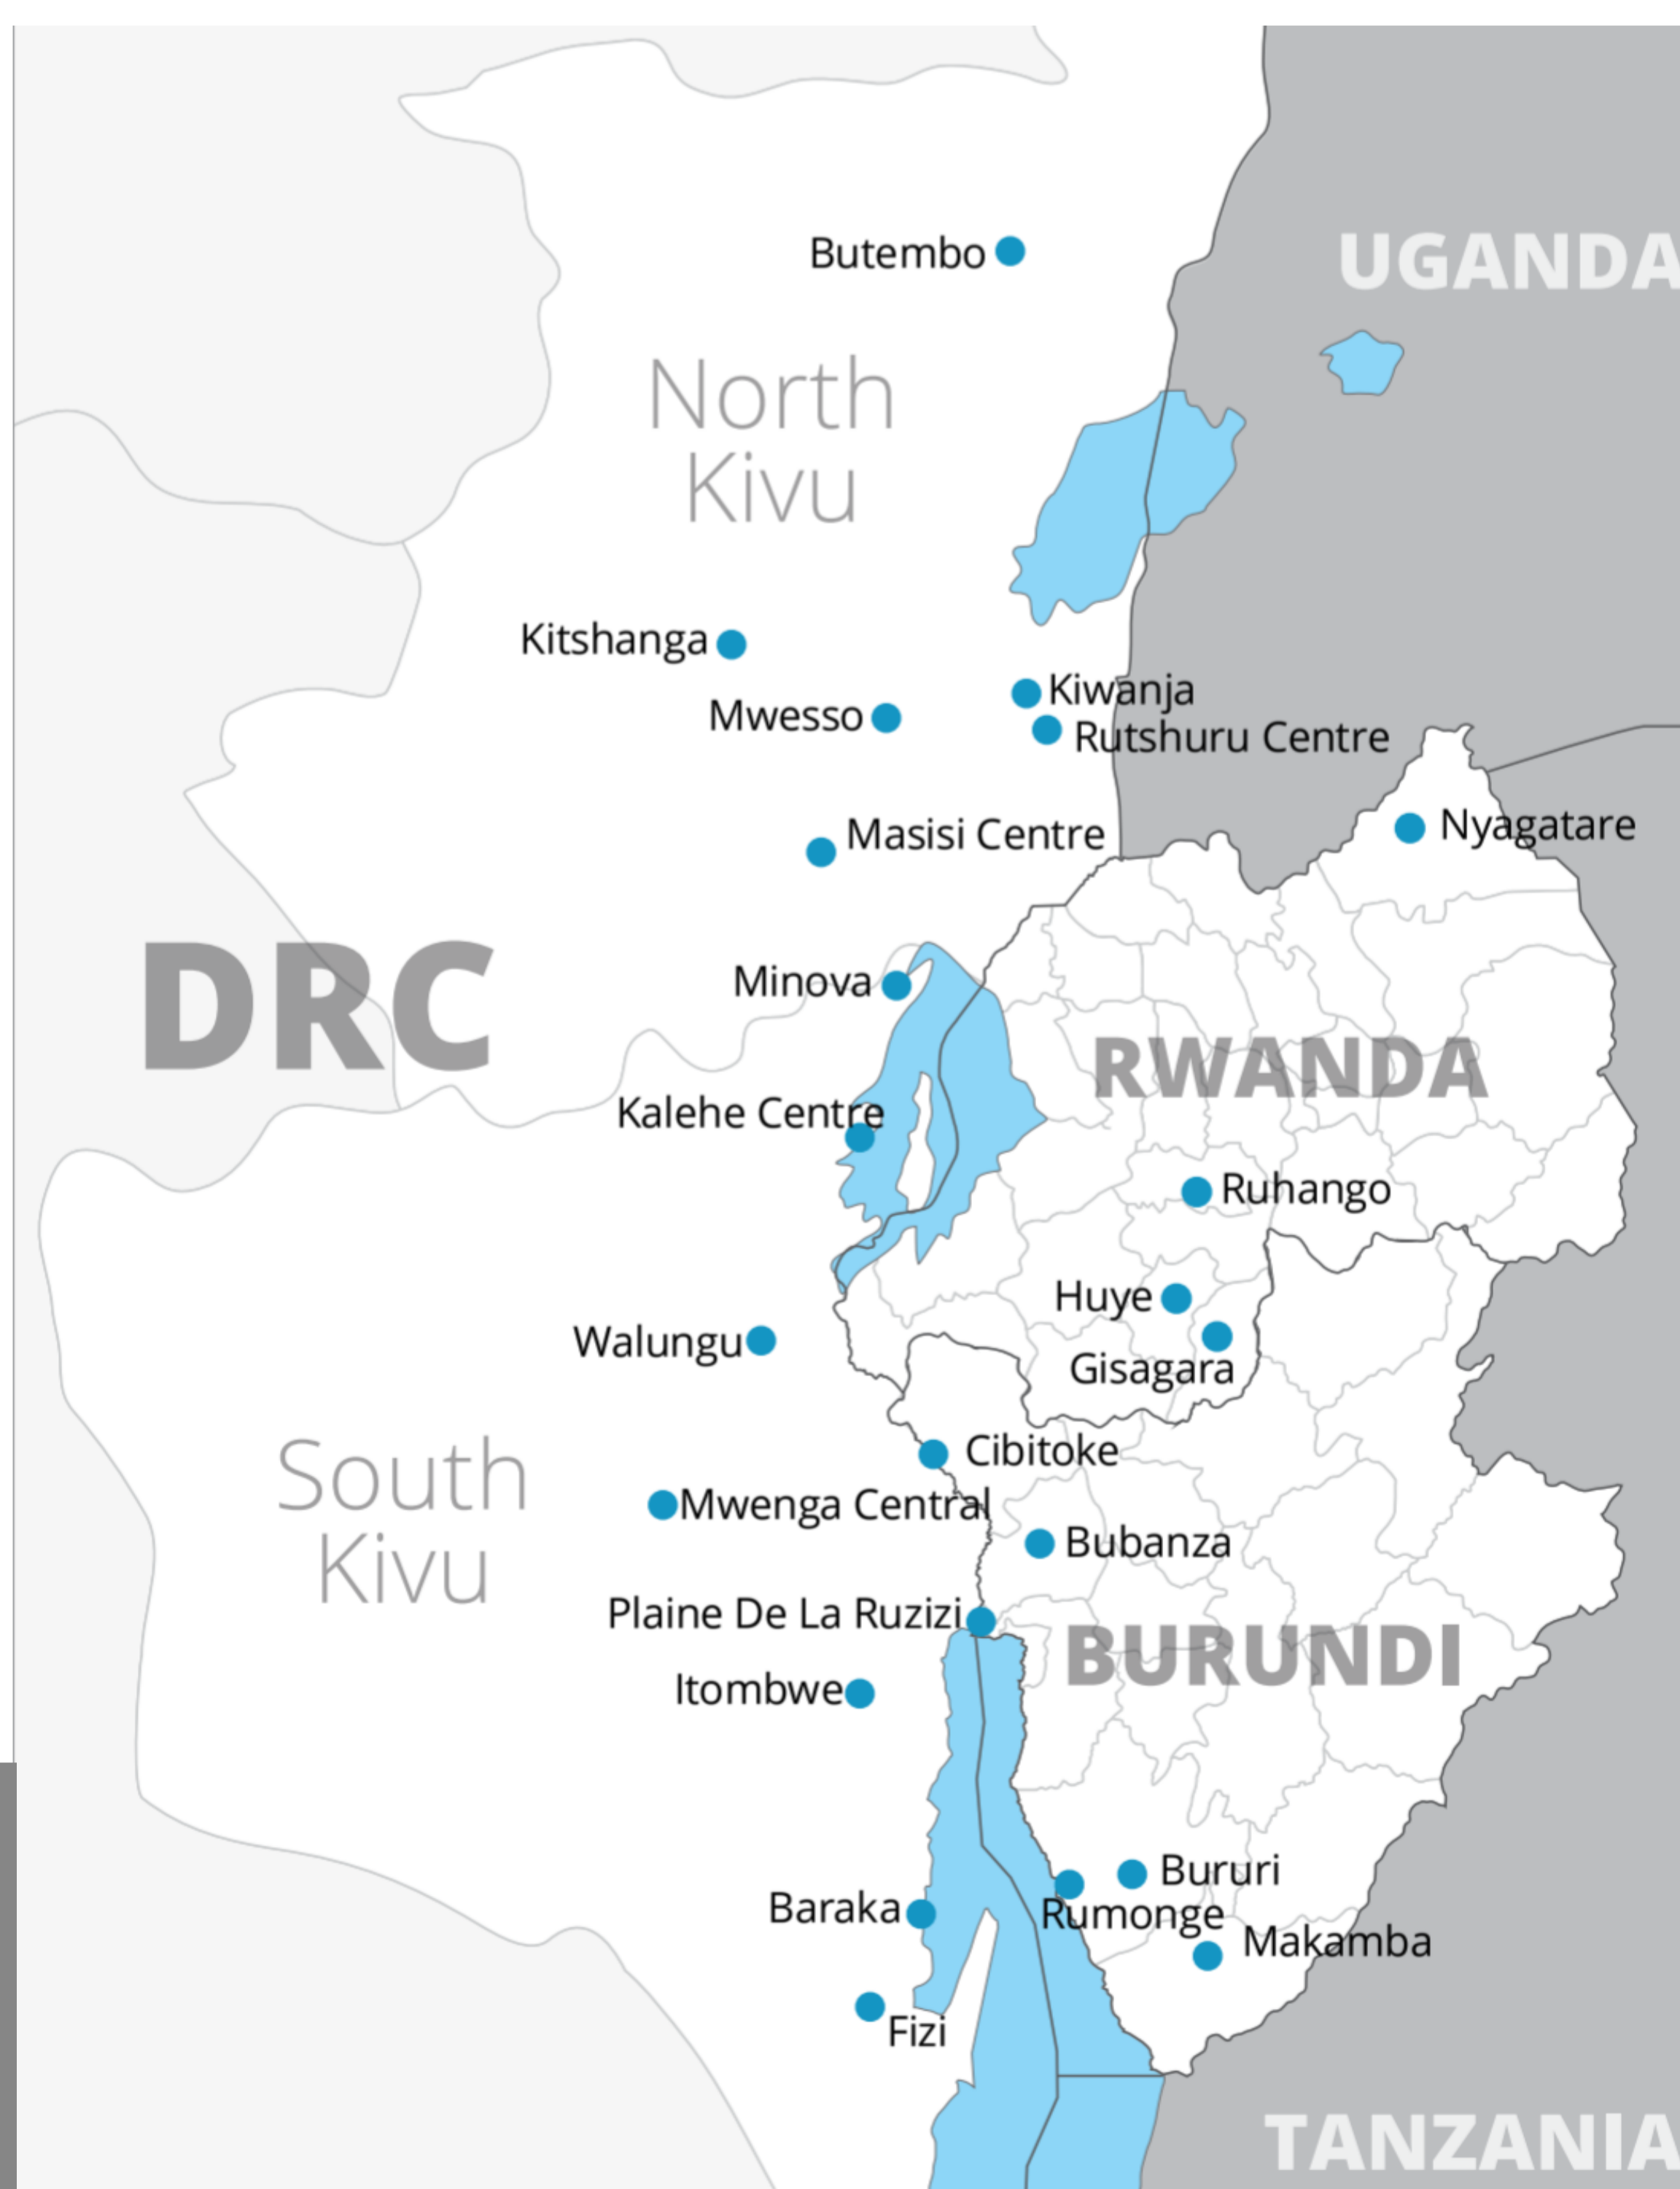 UGANDA
Butembo
North
Kivu
Kitshanga
Kiwanja
Mwesso
Rutshuru Centre
Nyagatare
Masisi Centre
DRC
Minova
RWANDA
Kalehe Centre
Ruhango
Huye
Walungu
Gisagara
Cibitoke
South
Kivu
Mwenga Central
Bubanza
Plaine De La Ruzizi
BURUNDI
Itombwe
Bururi
Baraka
Rumonge
Makamba
Fizi
TANZANIA